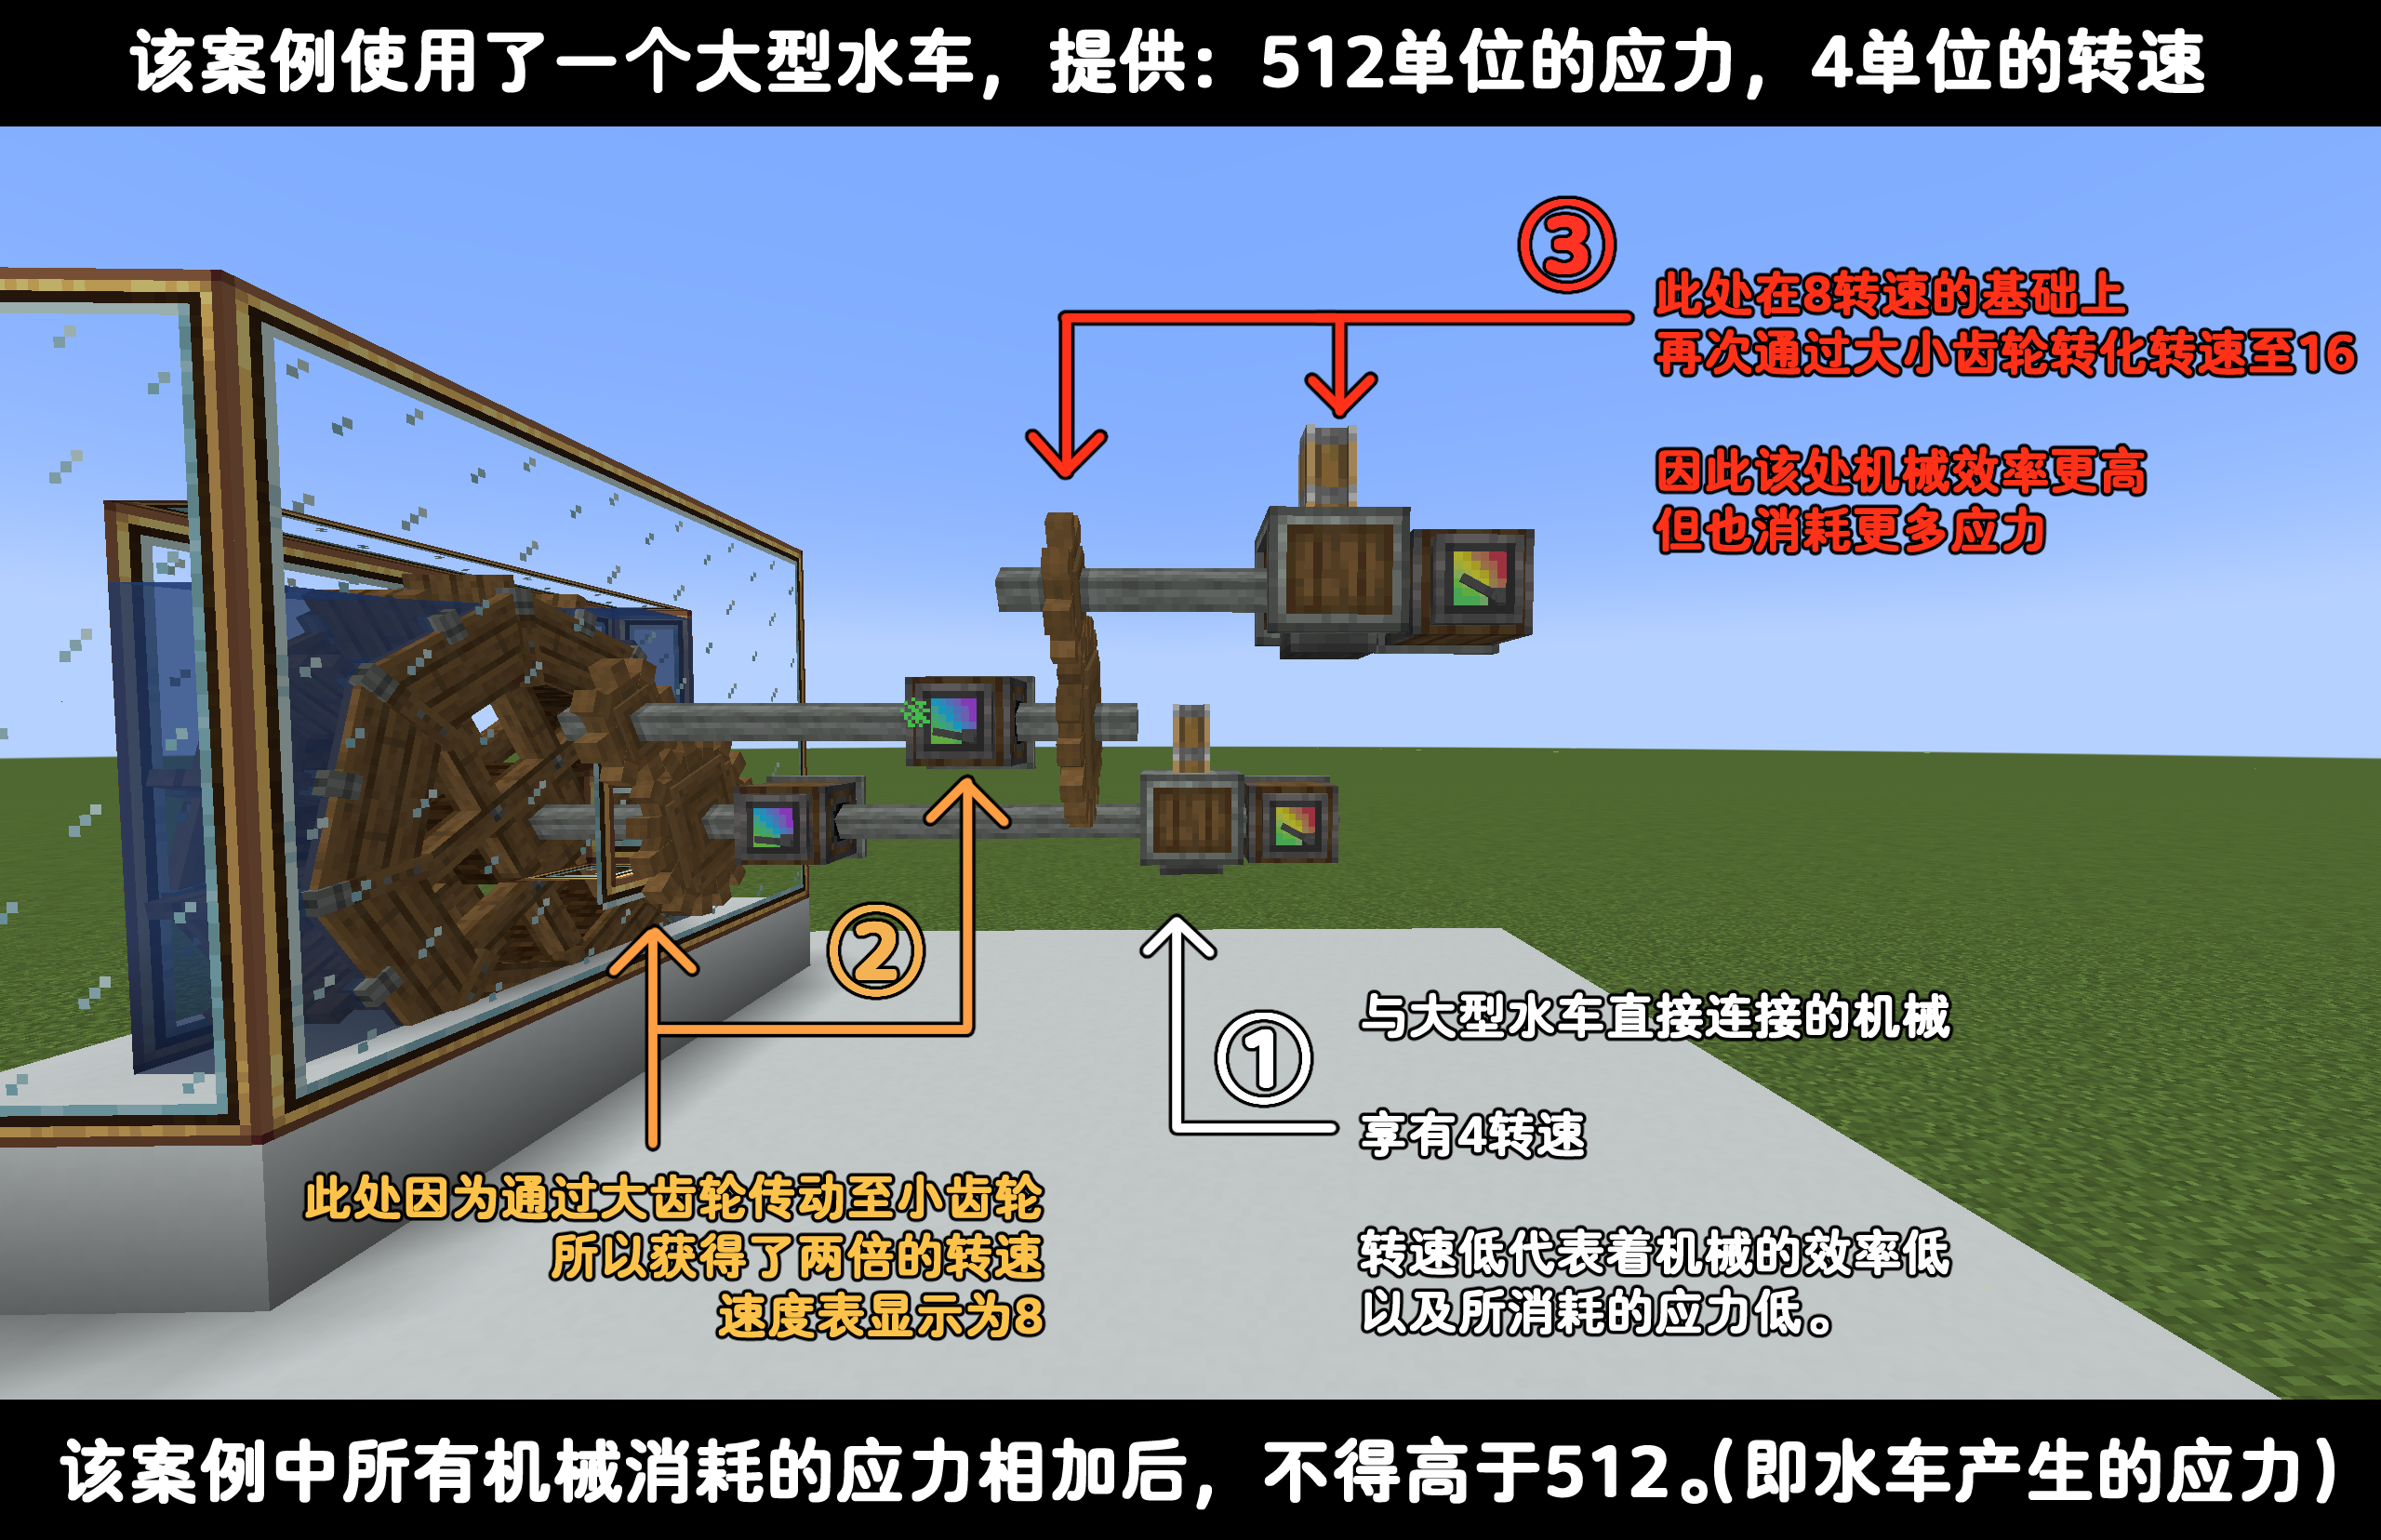 该案例使用了一个大型水车，提供：512单位的应力，4单位的转速
③
此处在8转速的基础上
再次通过大小齿轮转化转速至16
因此该处机械效率更高
但也消耗更多应力
②
此处因为通过大齿轮传动至小齿轮
所以获得了两倍的转速
速度表显示为8
①
与大型水车直接连接的机械
享有4转速
转速低代表着机械的效率低
以及所消耗的应力低。
该案例中所有机械消耗的应力相加后，不得高于512。(即水车产生的应力)